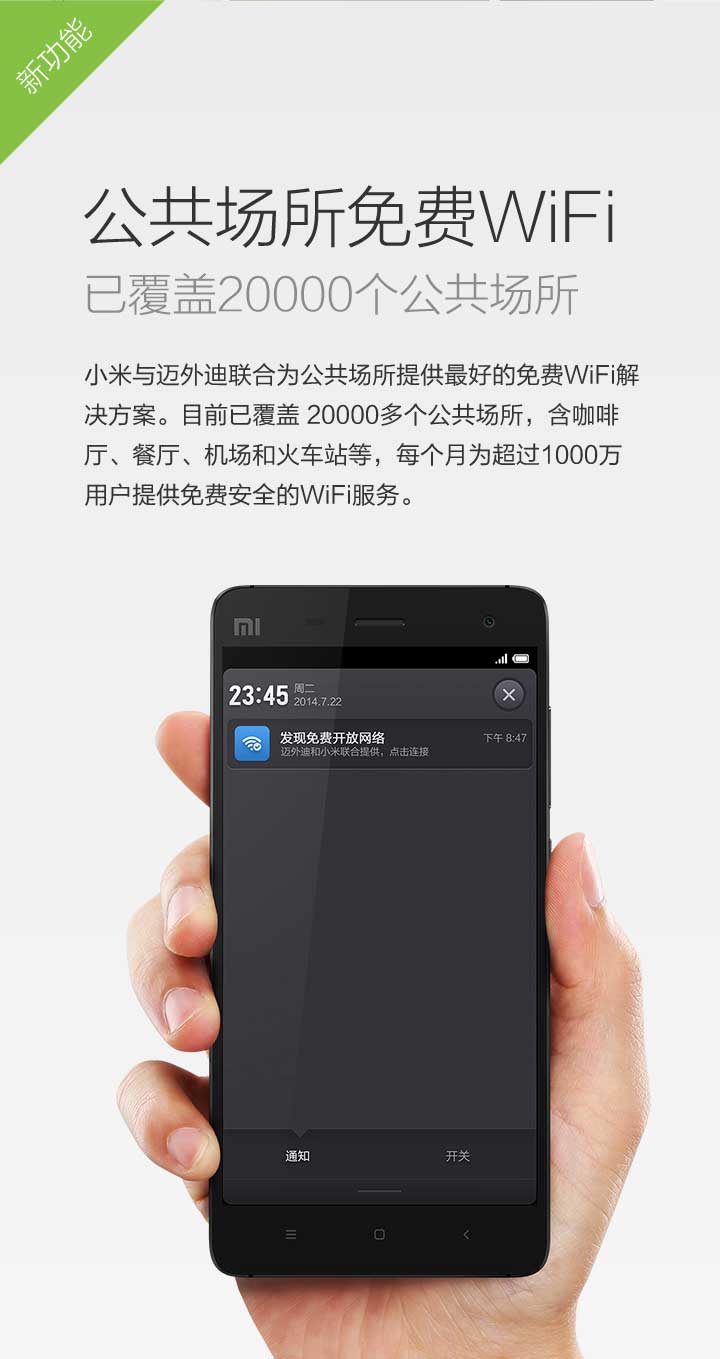 新功能
公共场所免费WiFi
已覆盖20000个公共场所
小米与迈外迪联合为公共场所提供最好的免费WiFi解
决方案。目前已覆盖 20000多个公共场所，含咖啡
厅、餐厅、机场和火车站等，每个月为超过1000万
用户提供免费安全的WiFi服务。
mi
23:45 周二
2014.7.22
发现免费开放网络 下午 8:47
迈外迪和小米联合提供，点击连接
通知 开关